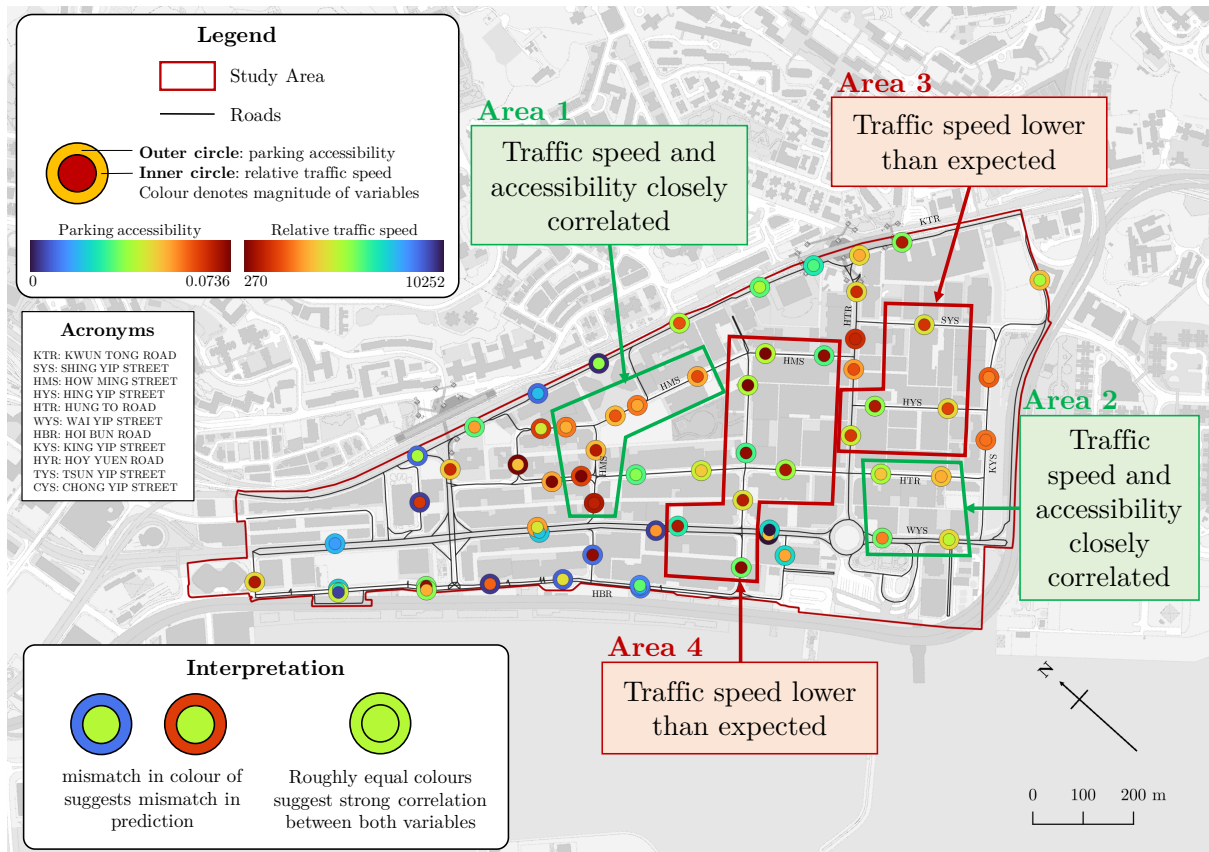 Legend
Study Area
Roads
Outer circle: parking accessibility
Inner circle: relative traffic speed
Colour denotes magnitude of variables
Parking accessibility
Relative traffic speed
0
0.0736
270
10252
Acronyms
KTR: KWUN TONG ROAD
SYS: SHING YIP STREET
HMS: HOW MING STREET
HYS: HING YIP STREET
HTR: HUNG TO ROAD
WYS: WAI YIP STREET
HBR: HOI BUN ROAD
KYS: KING YIP STREET
HYR: HOY YUEN ROAD
TYS: TSUN YIP STREET
CYS: CHONG YIP STREET
Area 1
Traffic speed and
accessibility closely
correlated
Area 3
Traffic speed lower
than expected
Area 2
Traffic
speed and
accessibility
closely
correlated
Area 4
Traffic speed lower
than expected
KTR
HTR
SYS
HMS
HMS
HYS
HMS
HTR
KYS
WYS
HBR
Interpretation
mismatch in colour of
suggests mismatch in
prediction
Roughly equal colours
suggest strong correlation
between both variables
N
0
100
200 m